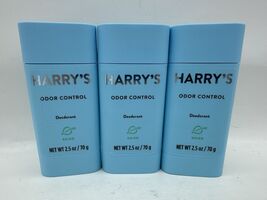 HARRY'S
ODOR CONTROL
Deodorant
NET WT 2.5 oz / 70 g
HARRY'S
ODOR CONTROL
Deodorant
NET WT 2.5 oz / 70 g
HARRY'S
ODOR CONTROL
Deodorant
NET WT 2.5 oz / 70 g